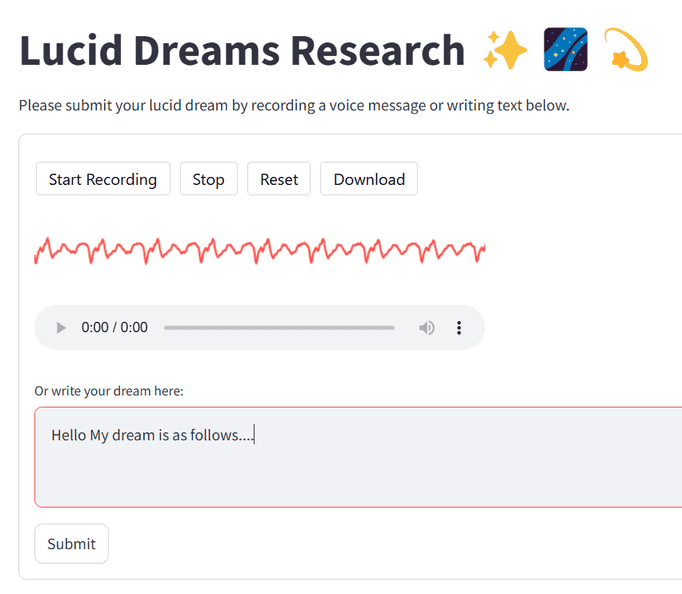 Lucid Dreams Research ✨ 🌌 💫
Please submit your lucid dream by recording a voice message or writing text below.
Start Recording Stop Reset Download
0:00 / 0:00
Or write your dream here:
Hello My dream is as follows....
Submit